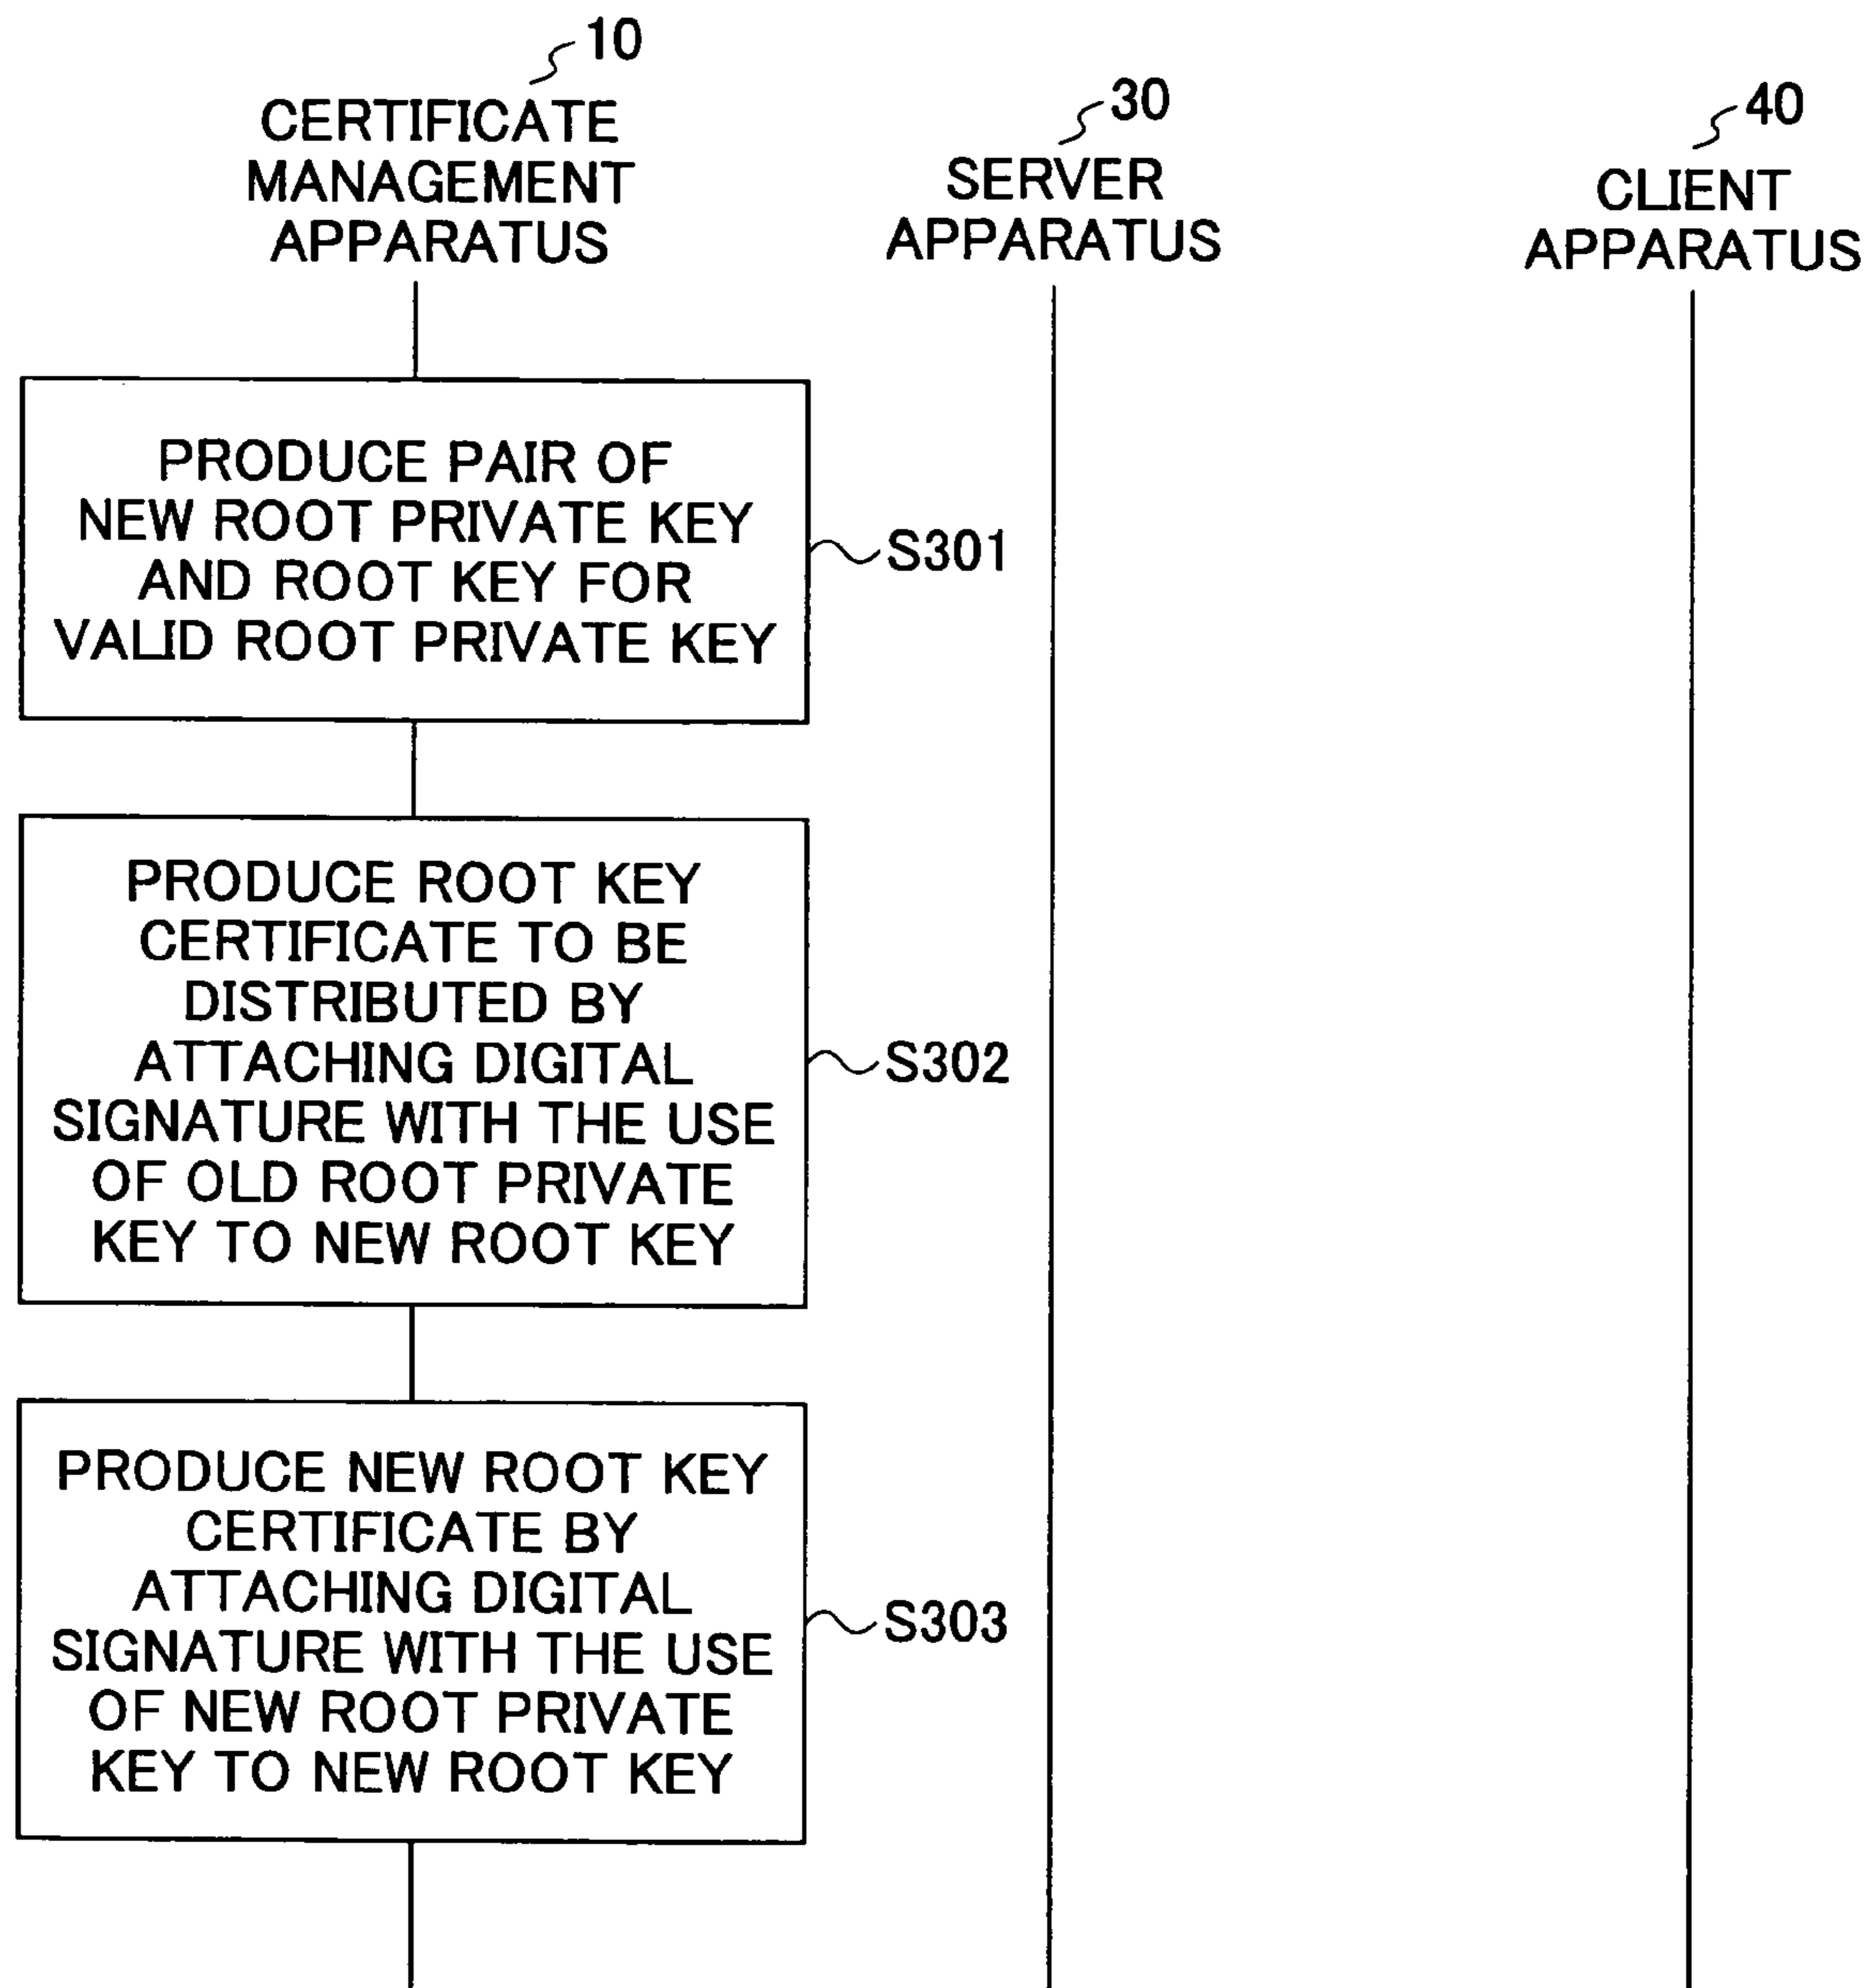 10
CERTIFICATE
MANAGEMENT
APPARATUS
30
SERVER
APPARATUS
40
CLIENT
APPARATUS
PRODUCE PAIR OF
NEW ROOT PRIVATE KEY
AND ROOT KEY FOR
VALID ROOT PRIVATE KEY
S301
PRODUCE ROOT KEY
CERTIFICATE TO BE
DISTRIBUTED BY
ATTACHING DIGITAL
SIGNATURE WITH THE USE
OF OLD ROOT PRIVATE
KEY TO NEW ROOT KEY
S302
PRODUCE NEW ROOT KEY
CERTIFICATE BY
ATTACHING DIGITAL
SIGNATURE WITH THE USE
OF NEW ROOT PRIVATE
KEY TO NEW ROOT KEY
S303